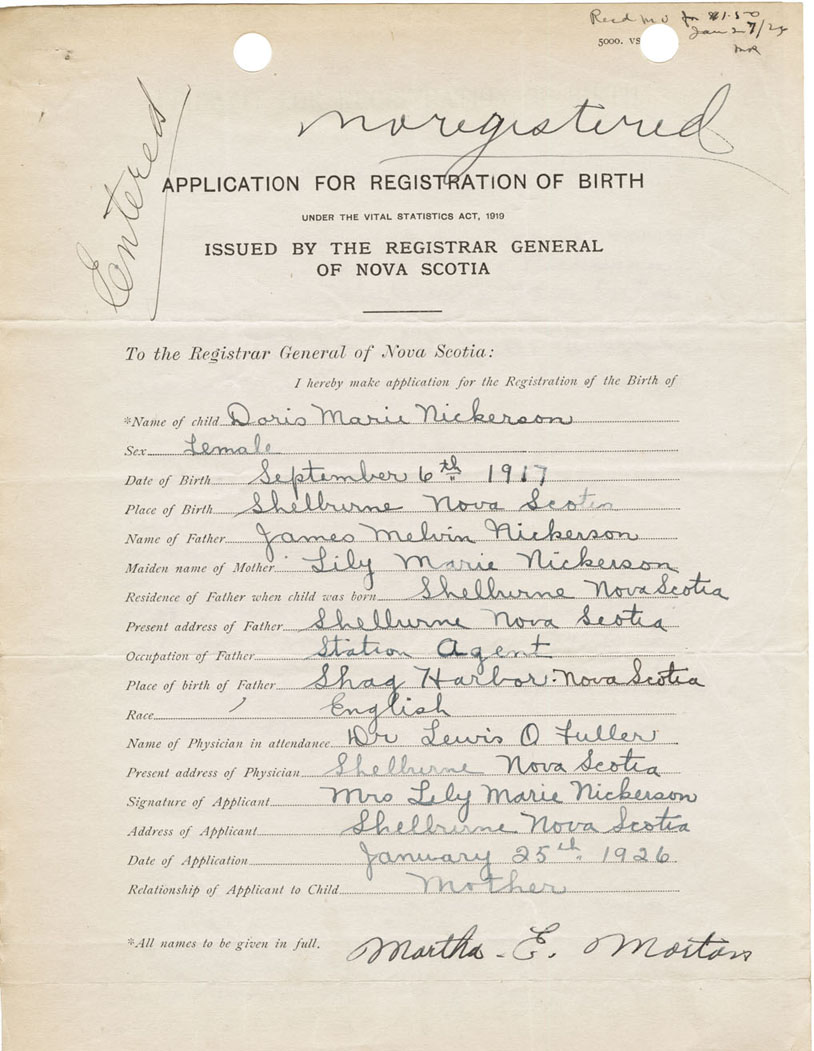 Recd M O for $1.50
Jan 27/26
5000. VS
MR
no registered
Entered
APPLICATION FOR REGISTRATION OF BIRTH
UNDER THE VITAL STATISTICS ACT, 1919
ISSUED BY THE REGISTRAR GENERAL
OF NOVA SCOTIA
To the Registrar General of Nova Scotia:
I hereby make application for the Registration of the Birth of
*Name of child Doris Marie Nickerson
Sex Female
Date of Birth September 6th 1917
Place of Birth Shelburne Nova Scotia
Name of Father James Melvin Nickerson
Maiden name of Mother Lily Marie Nickerson
Residence of Father when child was born Shelburne Nova Scotia
Present address of Father Shelburne Nova Scotia
Occupation of Father Station Agent
Place of birth of Father Shag Harbor. Nova Scotia
Race English
Name of Physician in attendance Dr Lewis O Fuller
Present address of Physician Shelburne Nova Scotia
Signature of Applicant Mrs Lily Marie Nickerson
Address of Applicant Shelburne Nova Scotia
Date of Application January 25th. 1926
Relationship of Applicant to Child Mother
*All names to be given in full. Martha. E. Morton